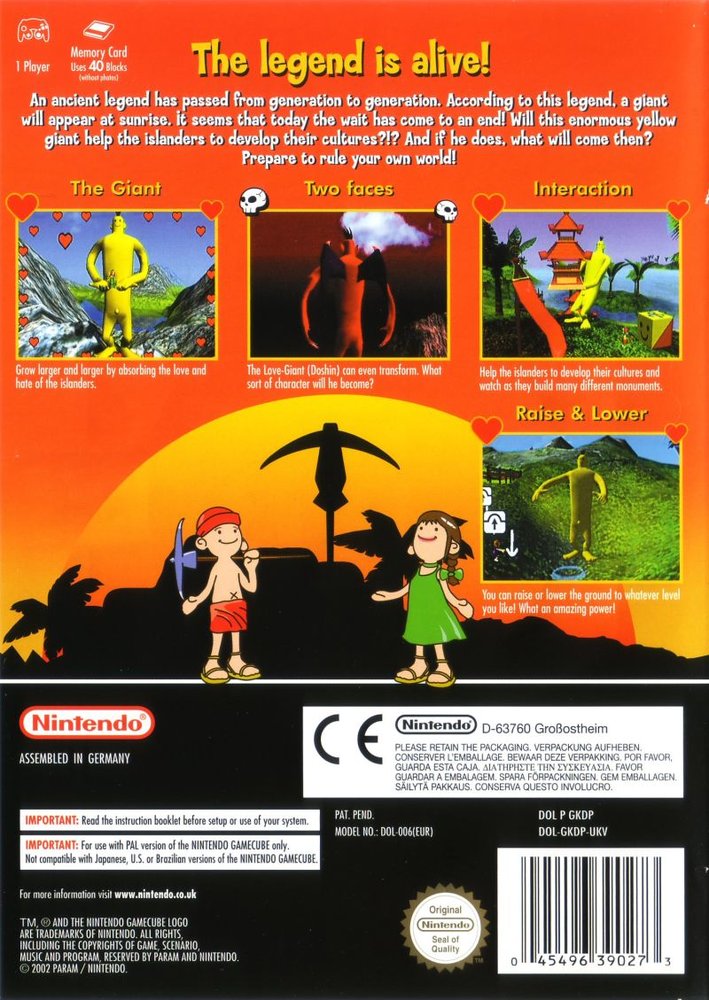 1 Player
Memory Card
Uses 40 Blocks
(without photos)
The legend is alive!
An ancient legend has passed from generation to generation. According to this legend, a giant
will appear at sunrise. It seems that today the wait has come to an end! Will this enormous yellow
giant help the islanders to develop their cultures?!? And if he does, what will come then?
Prepare to rule your own world!
The Giant
Grow larger and larger by absorbing the love and
hate of the islanders.
Two faces
The Love-Giant (Doshin) can even transform. What
sort of character will he become?
Interaction
Help the islanders to develop their cultures and
watch as they build many different monuments.
Raise & Lower
You can raise or lower the ground to whatever level
you like! What an amazing power!
Nintendo®
ASSEMBLED IN GERMANY
CE
Nintendo® D-63760 Großostheim
PLEASE RETAIN THE PACKAGING. VERPACKUNG AUFHEBEN.
CONSERVER L'EMBALLAGE. BEWAAR DEZE VERPAKKING. POR FAVOR,
GUARDA ESTA CAJA. ΔΙΑΤΗΡΗΣΤΕ ΤΗΝ ΣΥΣΚΕΥΑΣΙΑ. FAVOR
GUARDAR A EMBALAGEM. SPARA FÖRPACKNINGEN. GEM EMBALLAGEN.
SÄILYTÄ PAKKAUS. CONSERVA QUESTO INVOLUCRO.
IMPORTANT: Read the instruction booklet before setup or use of your system.
IMPORTANT: For use with PAL version of the NINTENDO GAMECUBE only.
Not compatible with Japanese, U.S. or Brazilian versions of the NINTENDO GAMECUBE.
PAT. PEND.
MODEL NO.: DOL-006(EUR)
DOL P GKDP
DOL-GKDP-UKV
For more information visit www.nintendo.co.uk
TM, ® AND THE NINTENDO GAMECUBE LOGO
ARE TRADEMARKS OF NINTENDO. ALL RIGHTS,
INCLUDING THE COPYRIGHTS OF GAME, SCENARIO,
MUSIC AND PROGRAM, RESERVED BY PARAM AND NINTENDO.
© 2002 PARAM / NINTENDO.
Original
Nintendo®
Seal of
Quality
TM
0 45496 39027 3